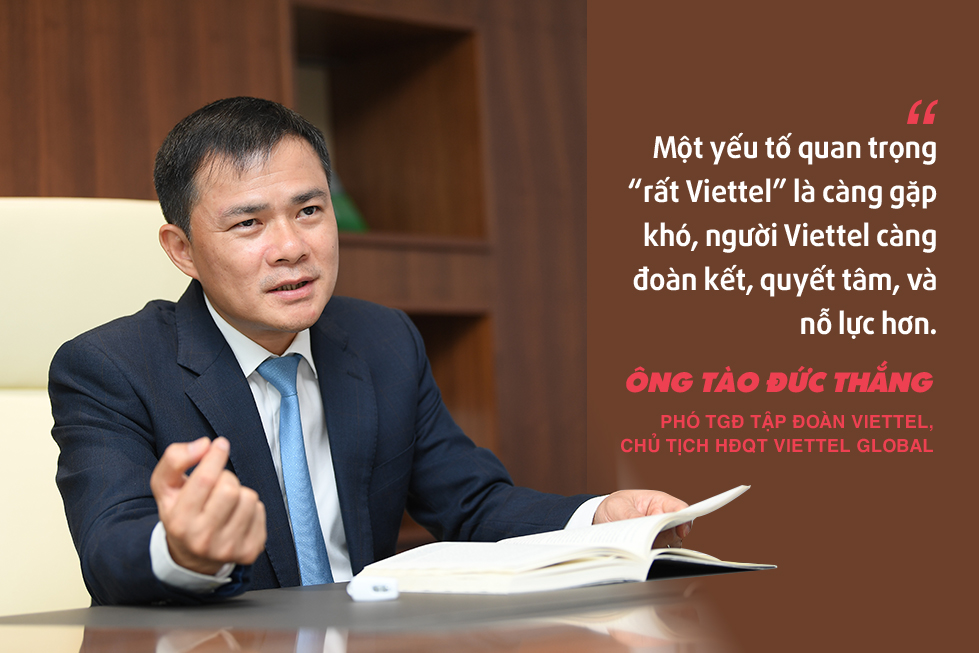 “
Một yếu tố quan trọng
“rất Viettel” là càng gặp
khó, người Viettel càng
đoàn kết, quyết tâm, và
nỗ lực hơn.
ÔNG TÀO ĐỨC THẮNG
PHÓ TGĐ TẬP ĐOÀN VIETTEL,
CHỦ TỊCH HĐQT VIETTEL GLOBAL